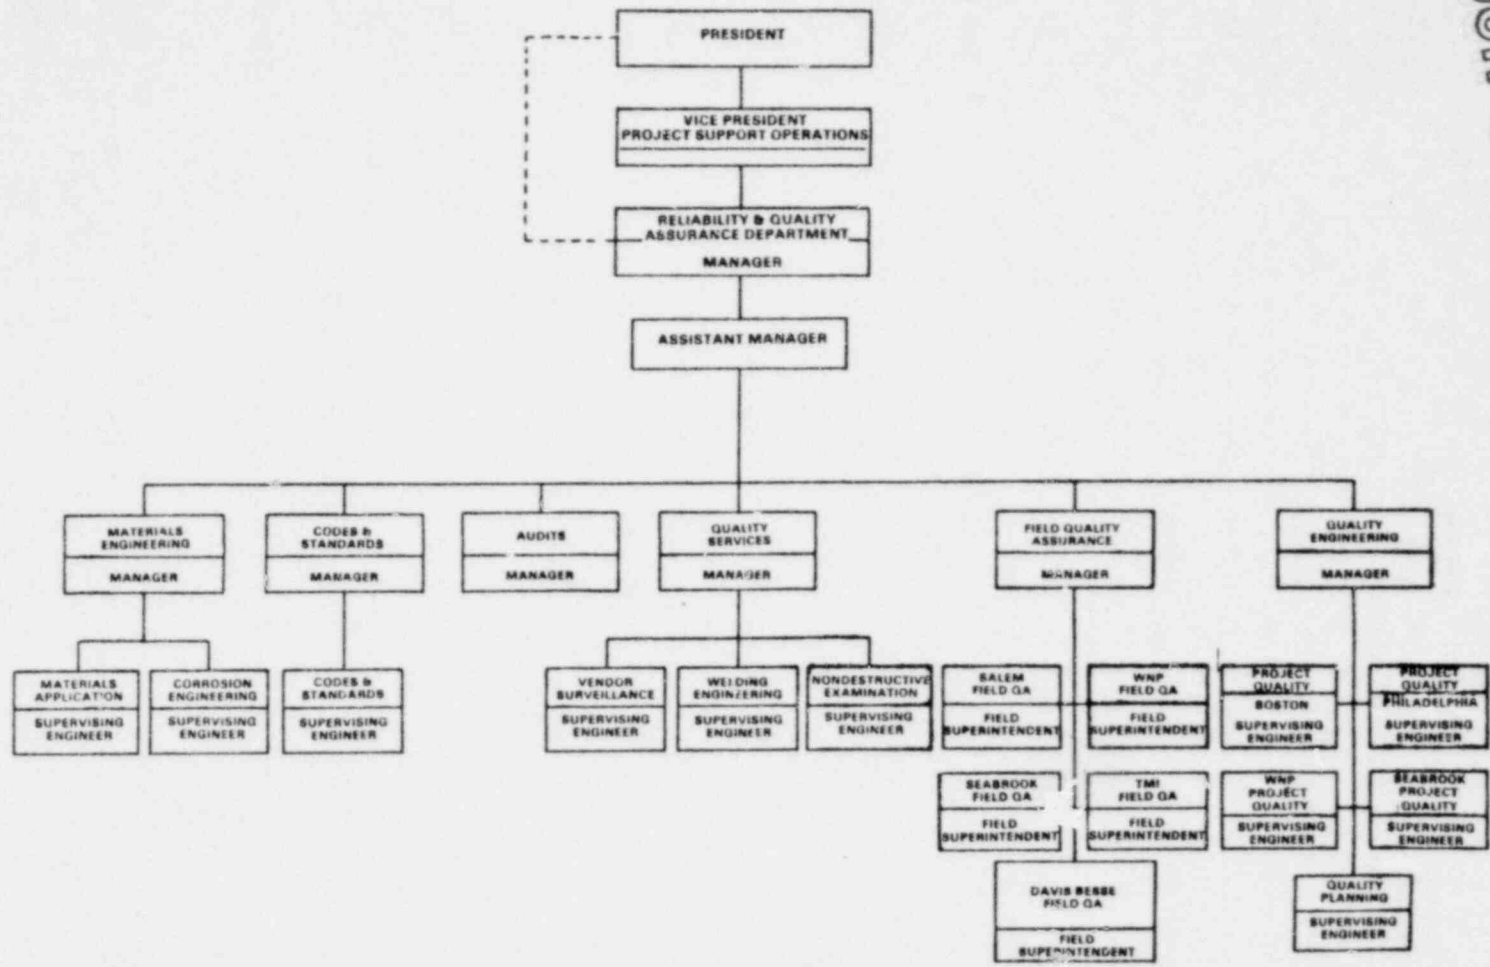 PRESIDENT
VICE PRESIDENT
PROJECT SUPPORT OPERATIONS
RELIABILITY & QUALITY
ASSURANCE DEPARTMENT
MANAGER
ASSISTANT MANAGER
MATERIALS
ENGINEERING
MANAGER
CODES &
STANDARDS
MANAGER
AUDITS
MANAGER
QUALITY
SERVICES
MANAGER
FIELD QUALITY
ASSURANCE
MANAGER
QUALITY
ENGINEERING
MANAGER
MATERIALS
APPLICATION
SUPERVISING
ENGINEER
CORROSION
ENGINEERING
SUPERVISING
ENGINEER
CODES &
STANDARDS
SUPERVISING
ENGINEER
VENDOR
SURVEILLANCE
SUPERVISING
ENGINEER
WELDING
ENGINEERING
SUPERVISING
ENGINEER
NONDESTRUCTIVE
EXAMINATION
SUPERVISING
ENGINEER
SALEM
FIELD QA
FIELD
SUPERINTENDENT
WNP
FIELD QA
FIELD
SUPERINTENDENT
PROJECT
QUALITY
BOSTON
SUPERVISING
ENGINEER
PROJECT
QUALITY
PHILADELPHIA
SUPERVISING
ENGINEER
SEABROOK
FIELD QA
FIELD
SUPERINTENDENT
TMI
FIELD QA
FIELD
SUPERINTENDENT
WNP
PROJECT
QUALITY
SUPERVISING
ENGINEER
SEABROOK
PROJECT
QUALITY
SUPERVISING
ENGINEER
DAVIS BESSE
FIELD QA
FIELD
SUPERINTENDENT
QUALITY
PLANNING
SUPERVISING
ENGINEER